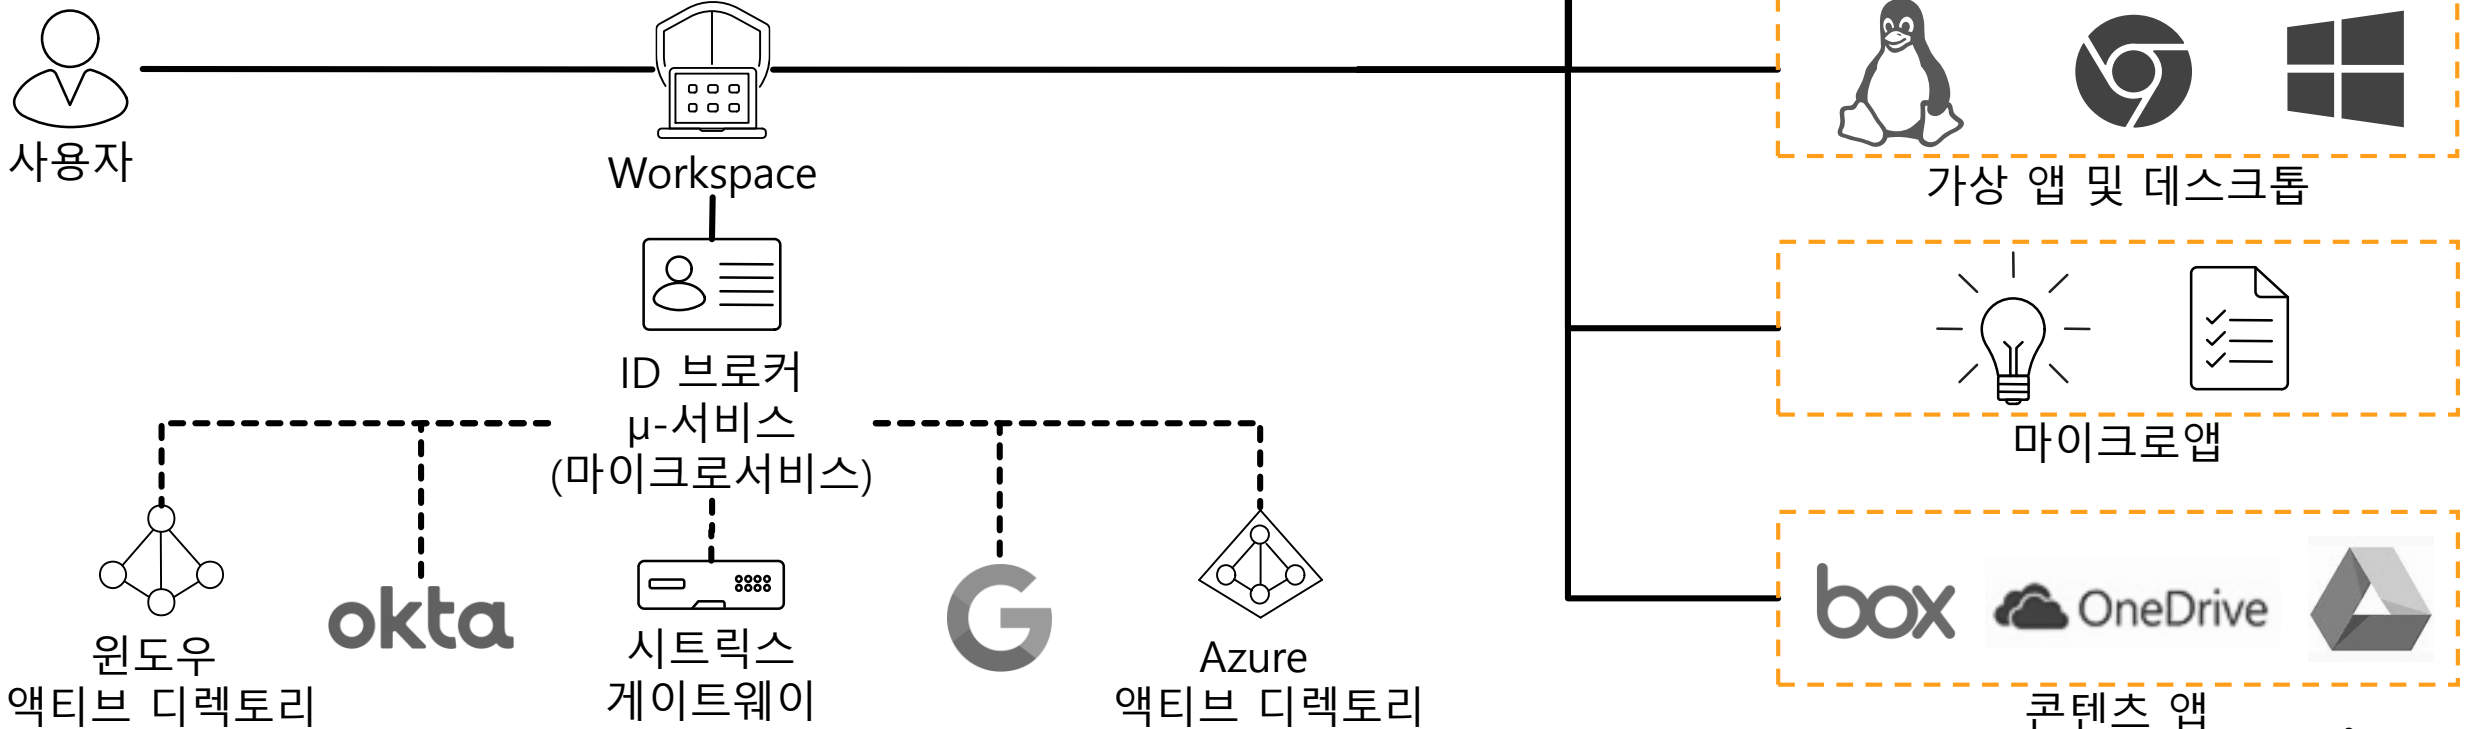 사용자
Workspace
가상 앱 및 데스크톱
ID 브로커
μ-서비스
(마이크로서비스)
마이크로앱
윈도우
액티브 디렉토리
okta
시트릭스
게이트웨이
G
Azure
액티브 디렉토리
box
OneDrive
콘텐츠 앱